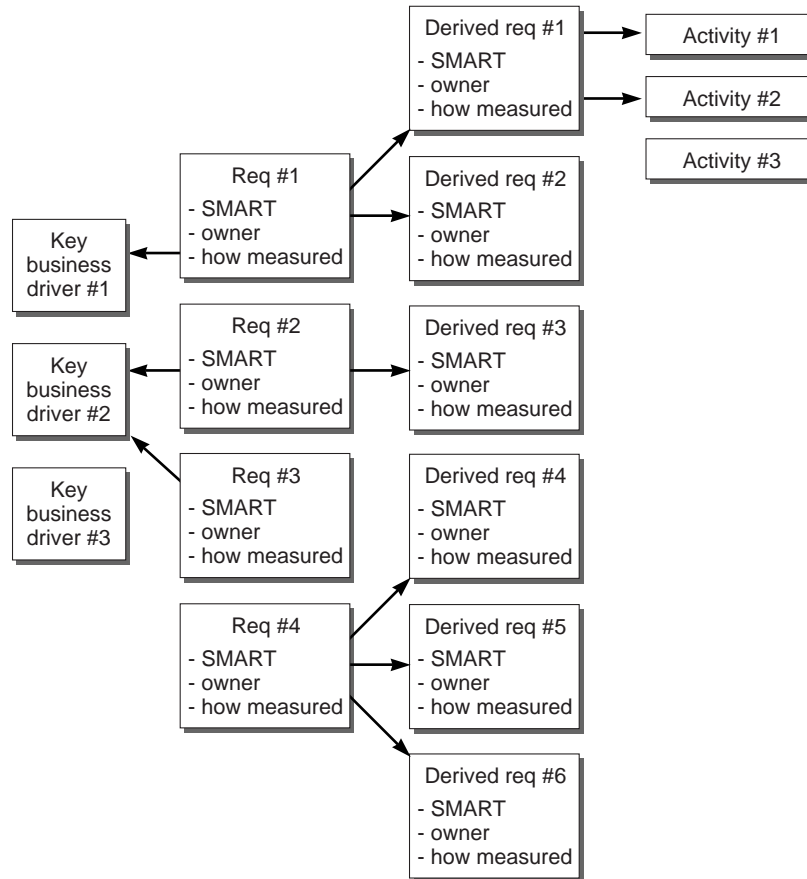 Key
business
driver #1
Key
business
driver #2
Key
business
driver #3
Req #1
- SMART
- owner
- how measured
Req #2
- SMART
- owner
- how measured
Req #3
- SMART
- owner
- how measured
Req #4
- SMART
- owner
- how measured
Derived req #1
- SMART
- owner
- how measured
Derived req #2
- SMART
- owner
- how measured
Derived req #3
- SMART
- owner
- how measured
Derived req #4
- SMART
- owner
- how measured
Derived req #5
- SMART
- owner
- how measured
Derived req #6
- SMART
- owner
- how measured
Activity #1
Activity #2
Activity #3